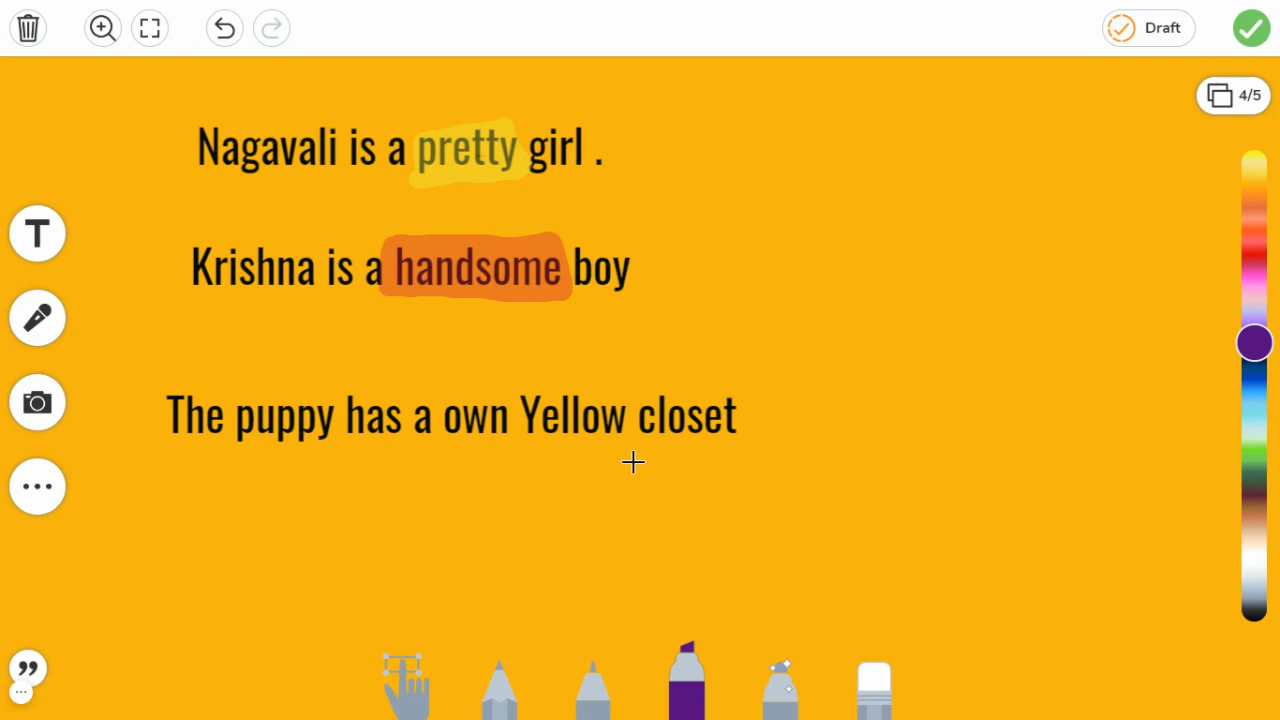 Draft
4/5
Nagavali is a pretty girl .
Krishna is a handsome boy
The puppy has a own Yellow closet
T